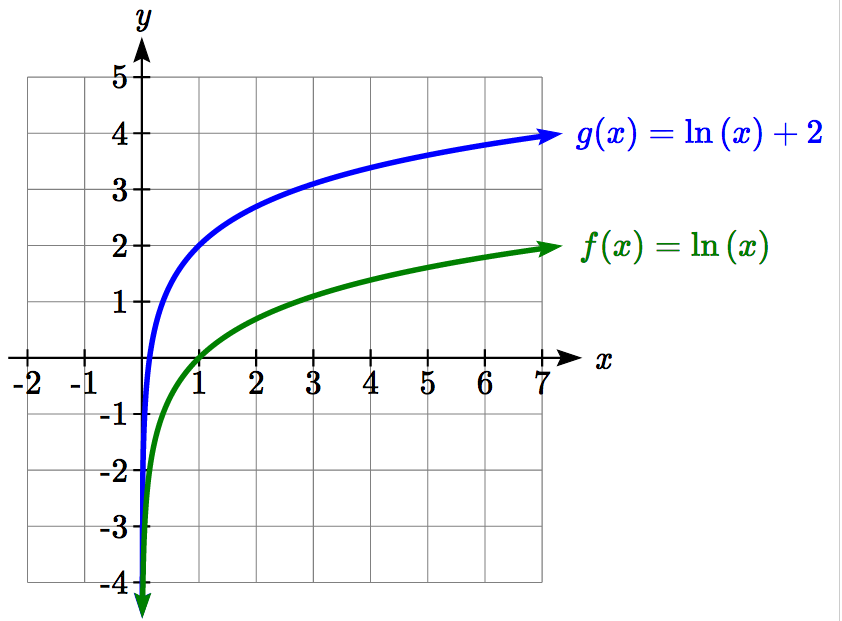 y
5
4
g(x) = ln (x) + 2
3
2
f(x) = ln (x)
1
x
-2 -1 1 2 3 4 5 6 7
-1
-2
-3
-4